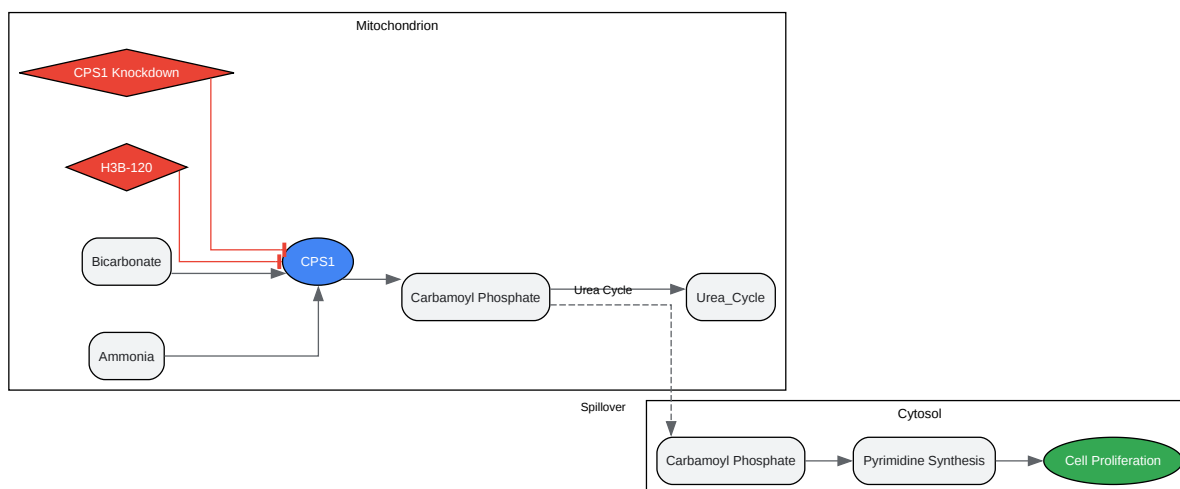 Mitochondrion
CPS1 Knockdown
H3B-120
Bicarbonate
CPS1
Carbamoyl Phosphate
Urea Cycle
Urea_Cycle
Ammonia
Spillover
Cytosol
Carbamoyl Phosphate
Pyrimidine Synthesis
Cell Proliferation